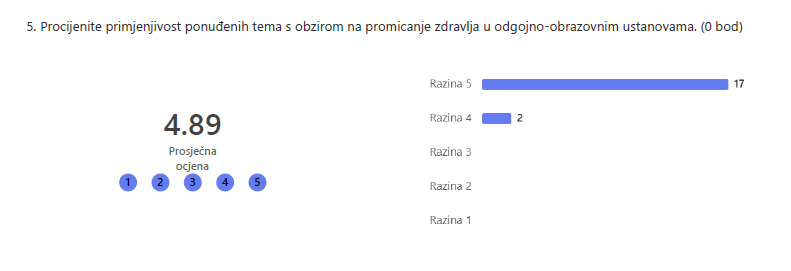 5. Procijenite primjenjivost ponuđenih tema s obzirom na promicanje zdravlja u odgojno-obrazovnim ustanovama. (0 bod)
4.89
Prosječna
ocjena
1 2 3 4 5
Razina 5 17
Razina 4 2
Razina 3
Razina 2
Razina 1